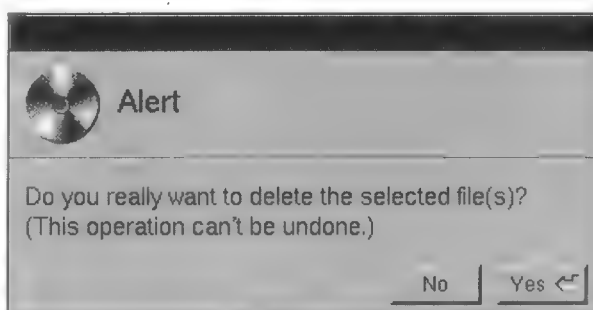 Alert
Do you really want to delete the selected file(s)?
(This operation can't be undone.)
No
Yes